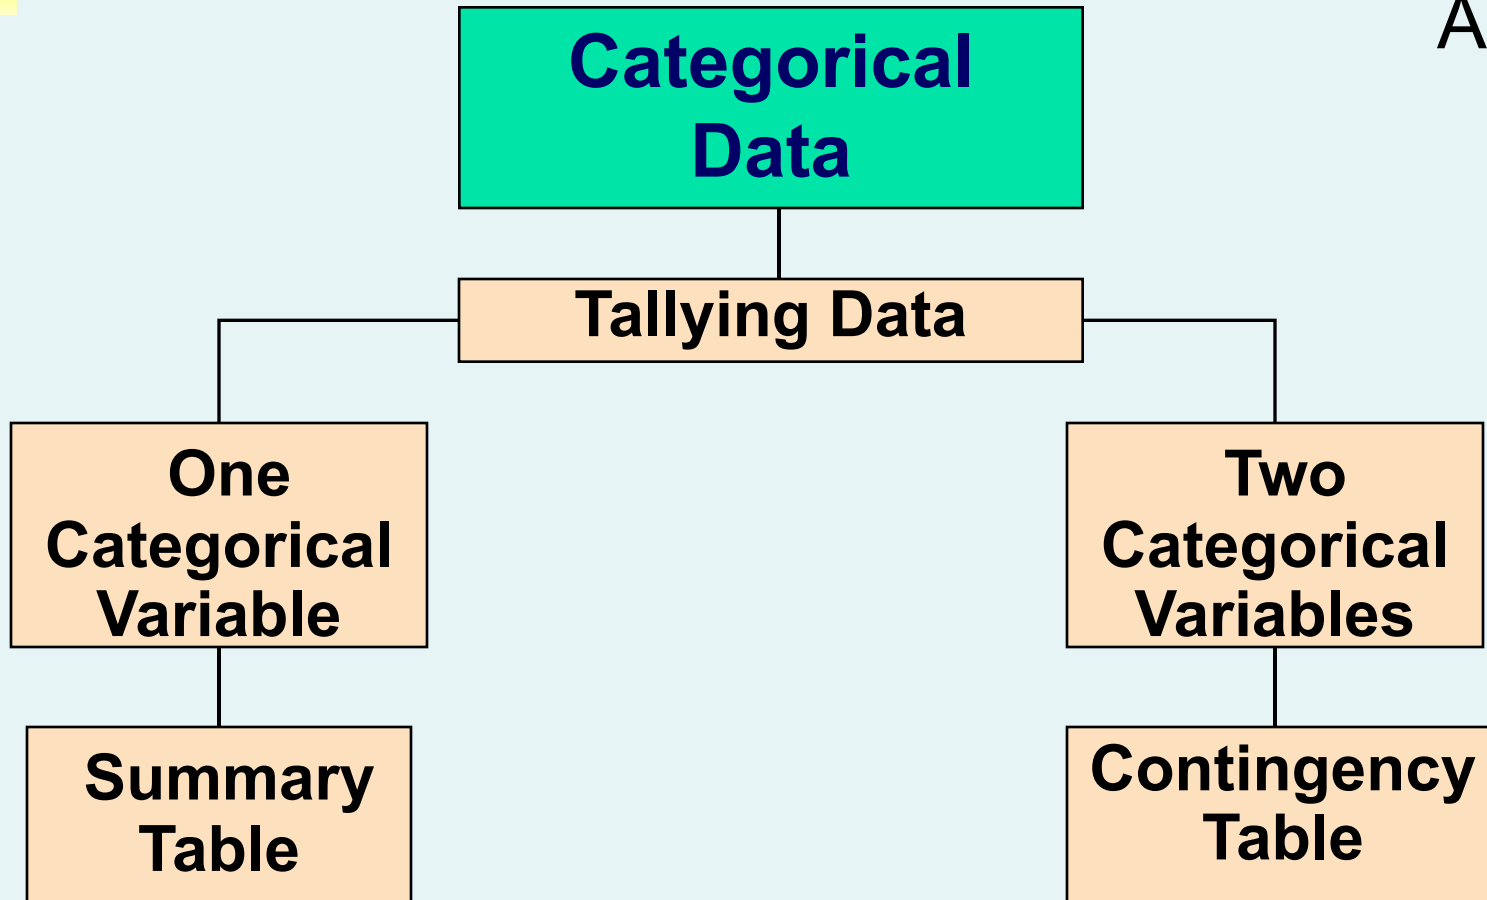 A
Categorical
Data
Tallying Data
One
Categorical
Variable
Two
Categorical
Variables
Summary
Table
Contingency
Table